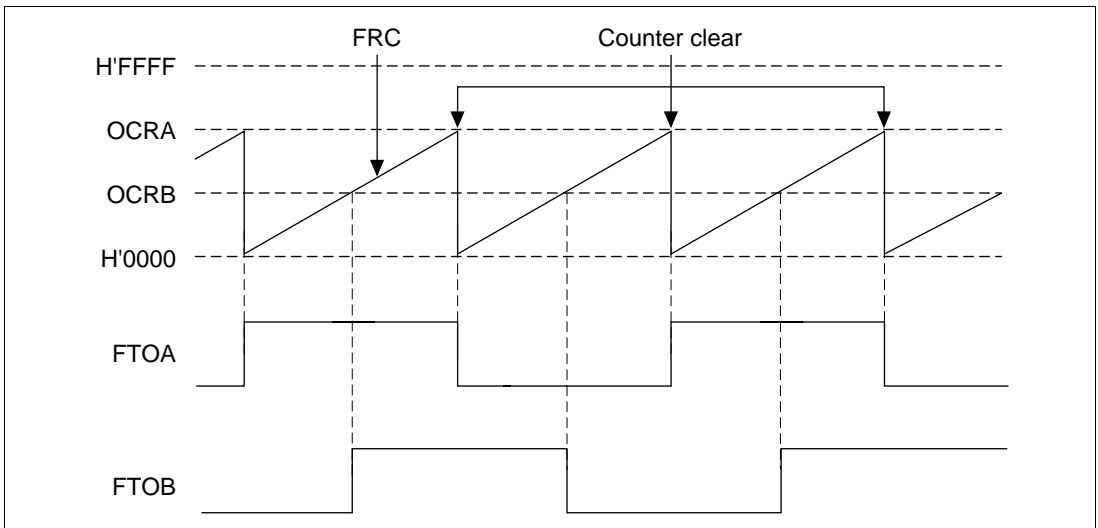 FRC
Counter clear
H'FFFF
OCRA
OCRB
H'0000
FTOA
FTOB